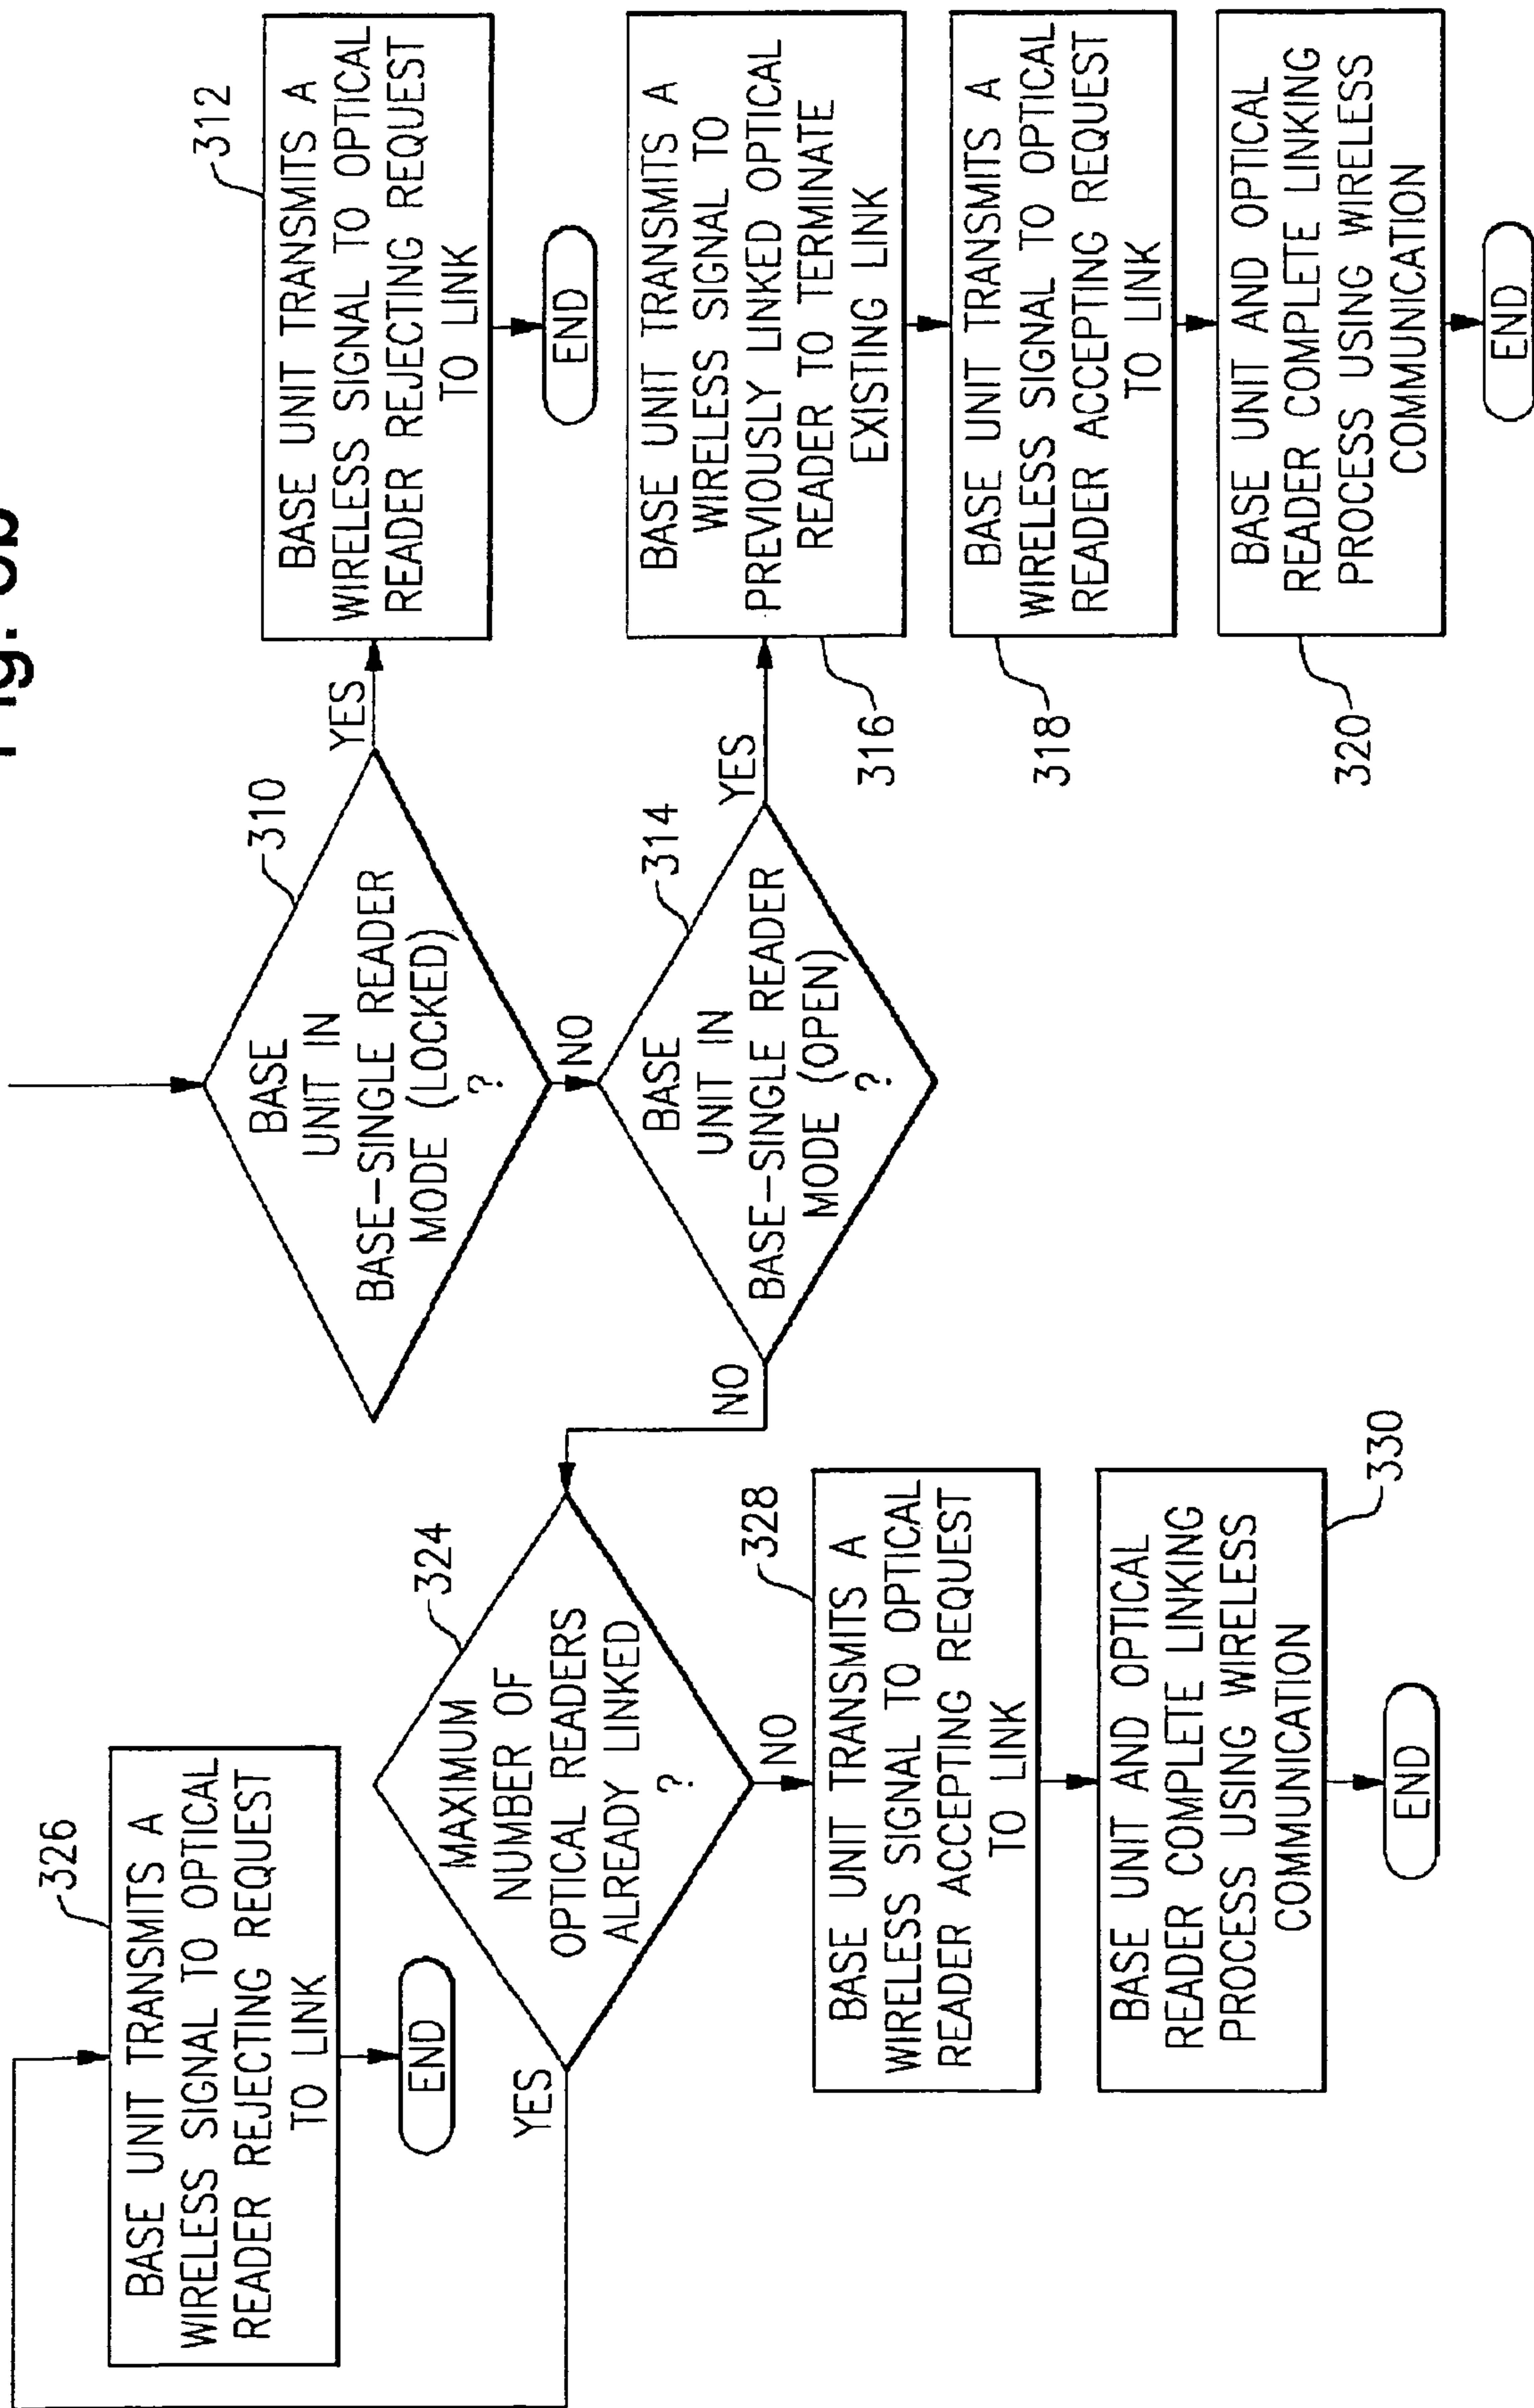 310
BASE
UNIT IN
BASE-SINGLE READER
MODE (LOCKED)
?
YES
312
BASE UNIT TRANSMITS A
WIRELESS SIGNAL TO OPTICAL
READER REJECTING REQUEST
TO LINK
END
NO
314
BASE
UNIT IN
BASE-SINGLE READER
MODE (OPEN)
?
YES
BASE UNIT TRANSMITS A
WIRELESS SIGNAL TO
PREVIOUSLY LINKED OPTICAL
READER TO TERMINATE
EXISTING LINK
316
BASE UNIT TRANSMITS A
WIRELESS SIGNAL TO OPTICAL
READER ACCEPTING REQUEST
TO LINK
318
BASE UNIT AND OPTICAL
READER COMPLETE LINKING
PROCESS USING WIRELESS
COMMUNICATION
320
END
NO
324
MAXIMUM
NUMBER OF
OPTICAL READERS
ALREADY LINKED
?
YES
326
BASE UNIT TRANSMITS A
WIRELESS SIGNAL TO OPTICAL
READER REJECTING REQUEST
TO LINK
END
NO
328
BASE UNIT TRANSMITS A
WIRELESS SIGNAL TO OPTICAL
READER ACCEPTING REQUEST
TO LINK
BASE UNIT AND OPTICAL
READER COMPLETE LINKING
PROCESS USING WIRELESS
COMMUNICATION
330
END